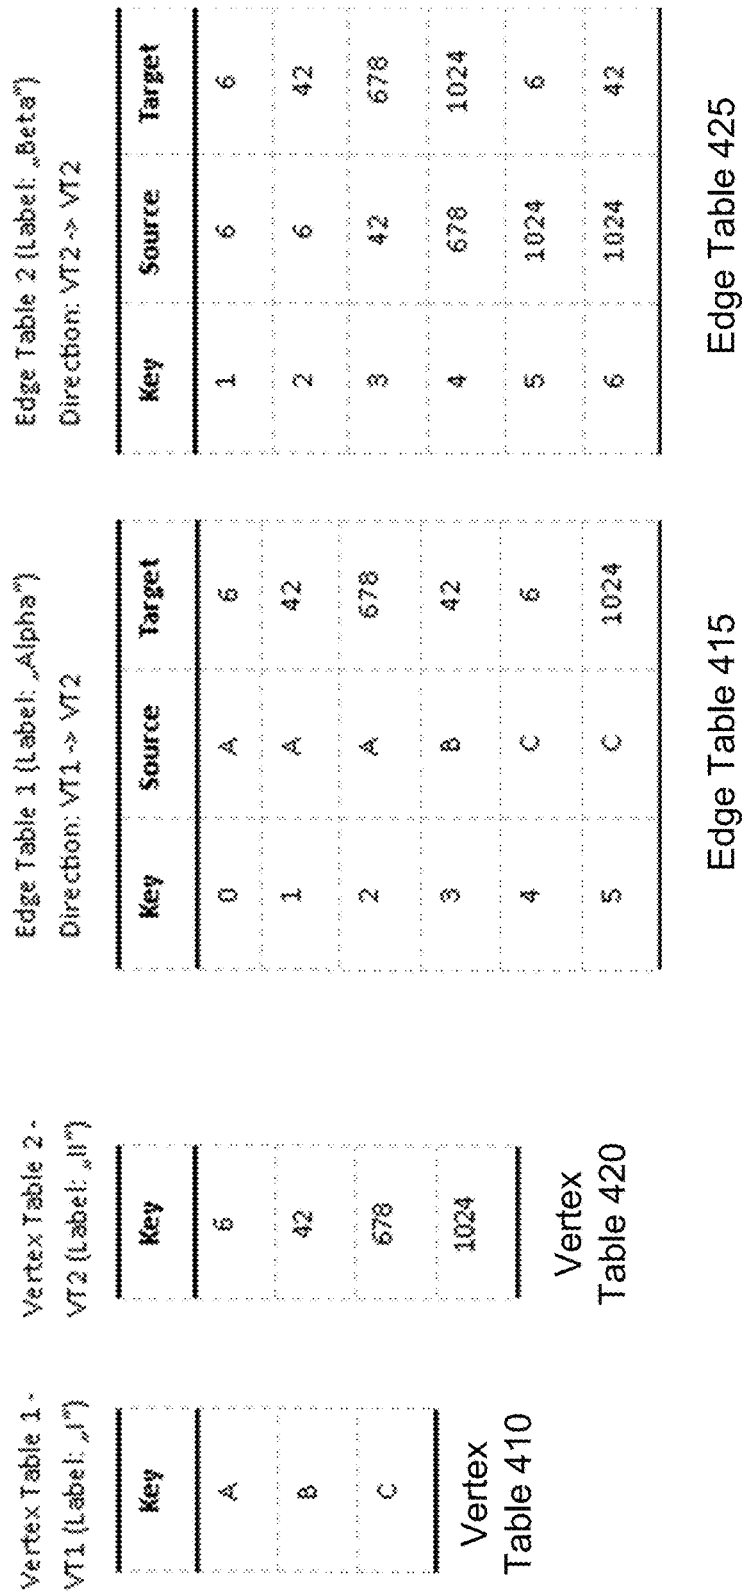 Vertex Table 1 -
VT1 (Label: „I“)
Key
A
B
C
Vertex
Table 410
Vertex Table 2 -
VT2 (Label: „II“)
Key
6
42
678
1024
Vertex
Table 420
Edge Table 1 (Label: „Alpha“)
Direction: VT1 -> VT2
Key Source Target
0 A 6
1 A 42
2 A 678
3 B 42
4 C 6
5 C 1024
Edge Table 415
Edge Table 2 (Label: „Beta“)
Direction: VT2 -> VT2
Key Source Target
1 6 6
2 6 42
3 42 678
4 678 1024
5 1024 6
6 1024 42
Edge Table 425